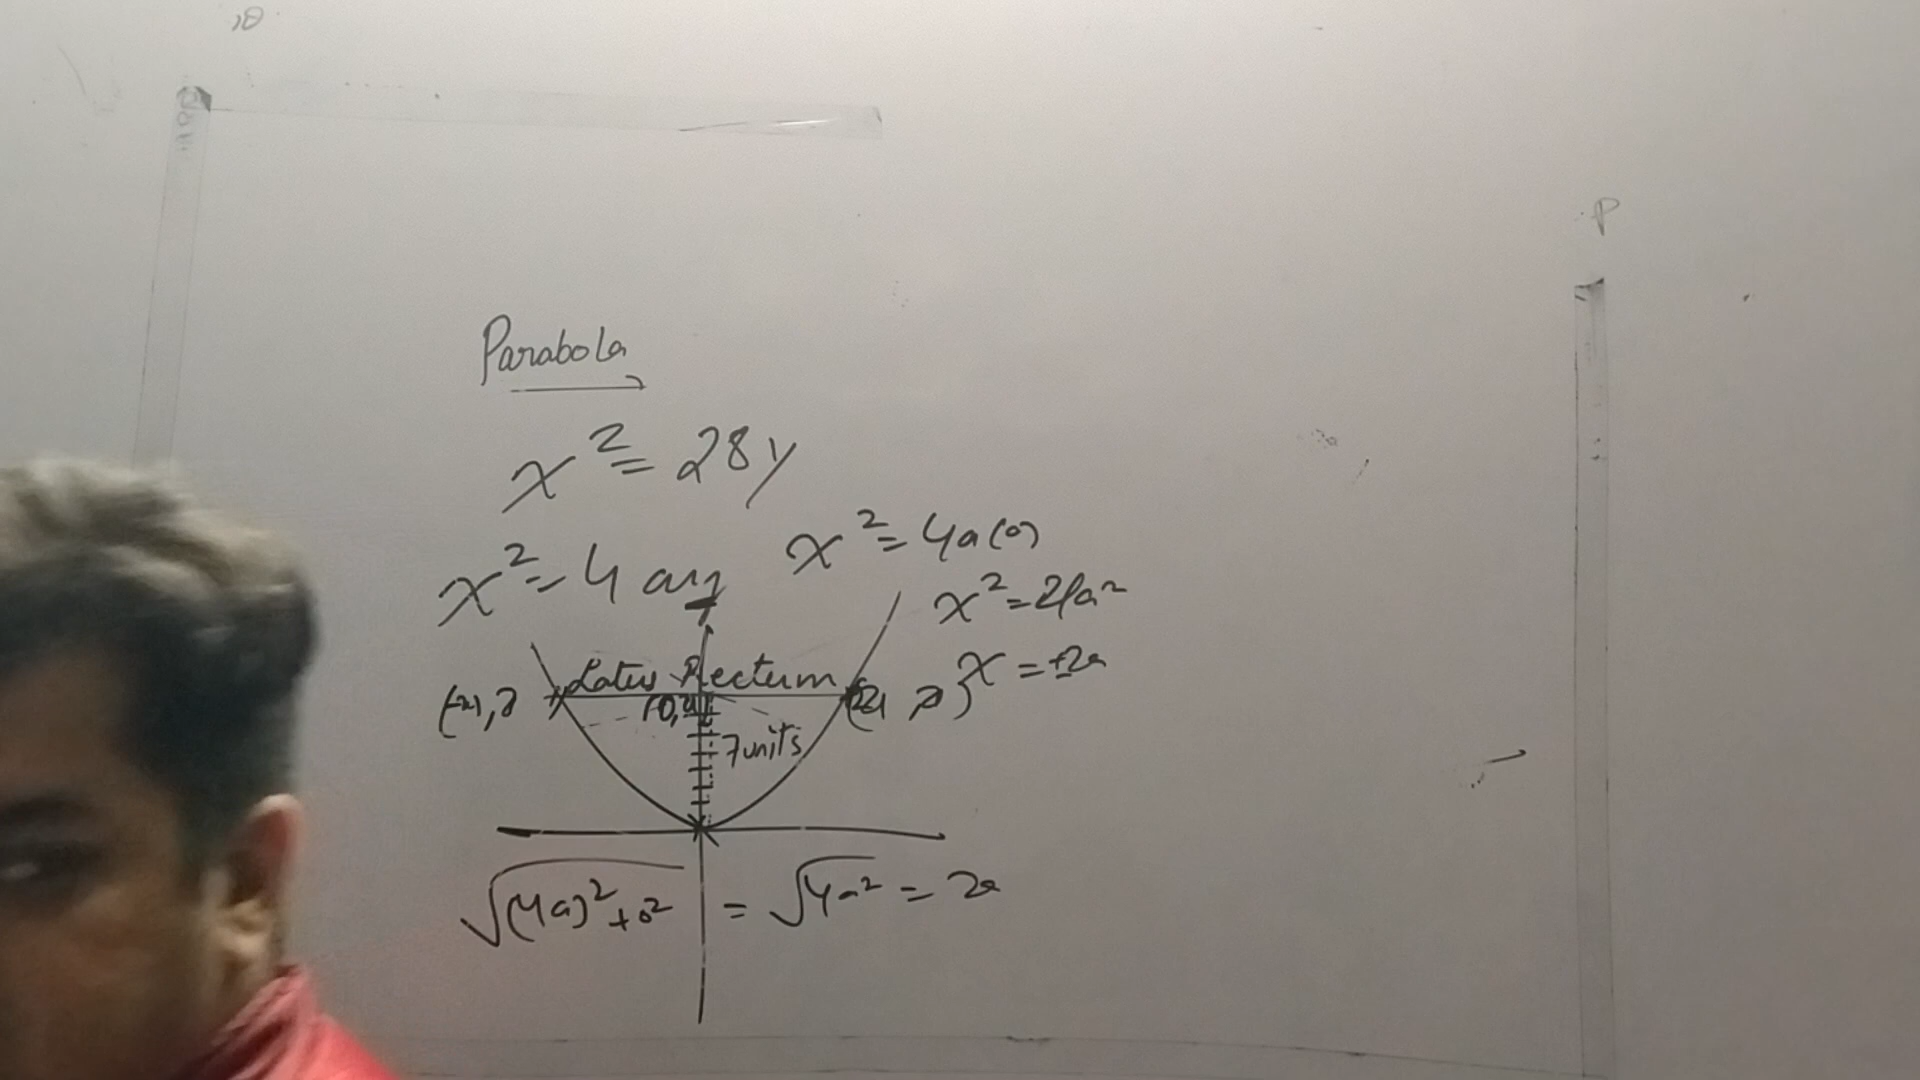 Parabola
x² = 28y
x² = 4ay
x² = 4a(a)
x² = 4a²
x = ±2a
Latus Rectum
7units
√(4a)²+0² = √4a² = 2a
P